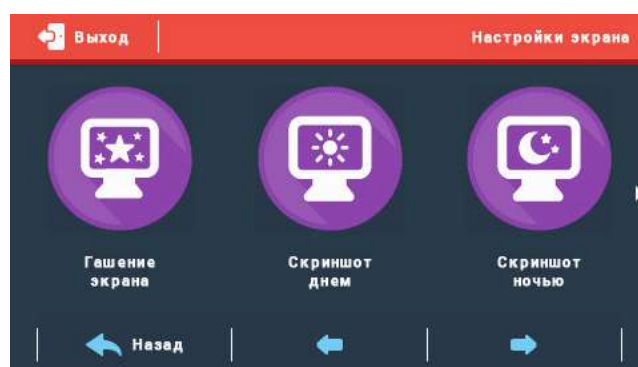 Выход
Настройки экрана
Гашение
экрана
Скриншот
днем
Скриншот
ночью
Назад